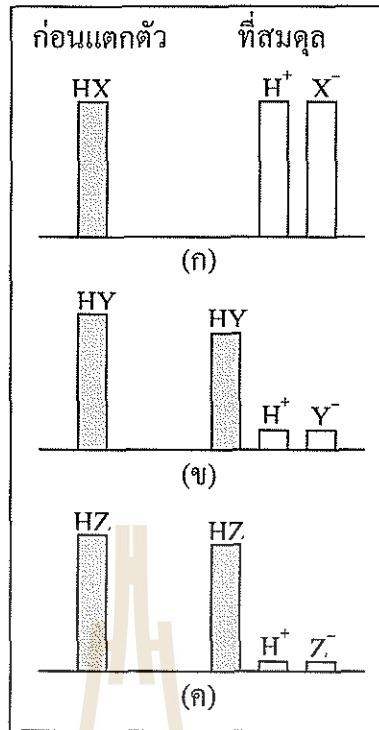 ก่อนแตกตัว ที่สมดุล
HX H⁺ X⁻
(ก)
HY HY
H⁺ Y⁻
(ข)
HZ HZ
H⁺ Z⁻
(ค)